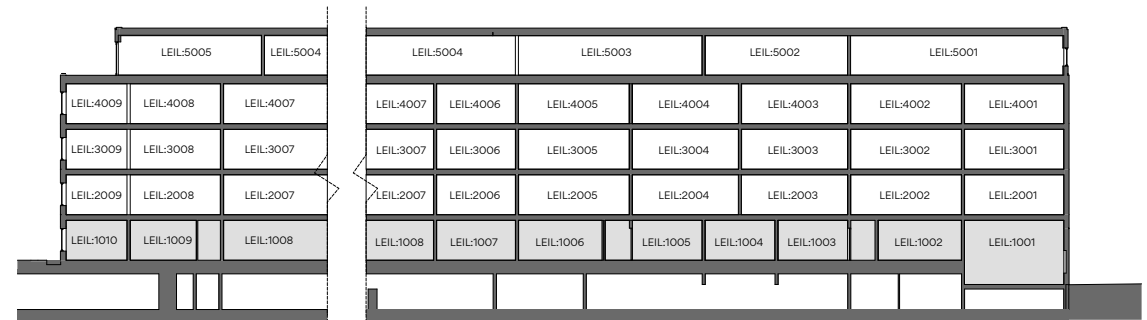 LEIL:5005 LEIL:5004 LEIL:5004 LEIL:5003 LEIL:5002 LEIL:5001
LEIL:4009 LEIL:4008 LEIL:4007 LEIL:4007 LEIL:4006 LEIL:4005 LEIL:4004 LEIL:4003 LEIL:4002 LEIL:4001
LEIL:3009 LEIL:3008 LEIL:3007 LEIL:3007 LEIL:3006 LEIL:3005 LEIL:3004 LEIL:3003 LEIL:3002 LEIL:3001
LEIL:2009 LEIL:2008 LEIL:2007 LEIL:2007 LEIL:2006 LEIL:2005 LEIL:2004 LEIL:2003 LEIL:2002 LEIL:2001
LEIL:1010 LEIL:1009 LEIL:1008 LEIL:1008 LEIL:1007 LEIL:1006 LEIL:1005 LEIL:1004 LEIL:1003 LEIL:1002 LEIL:1001